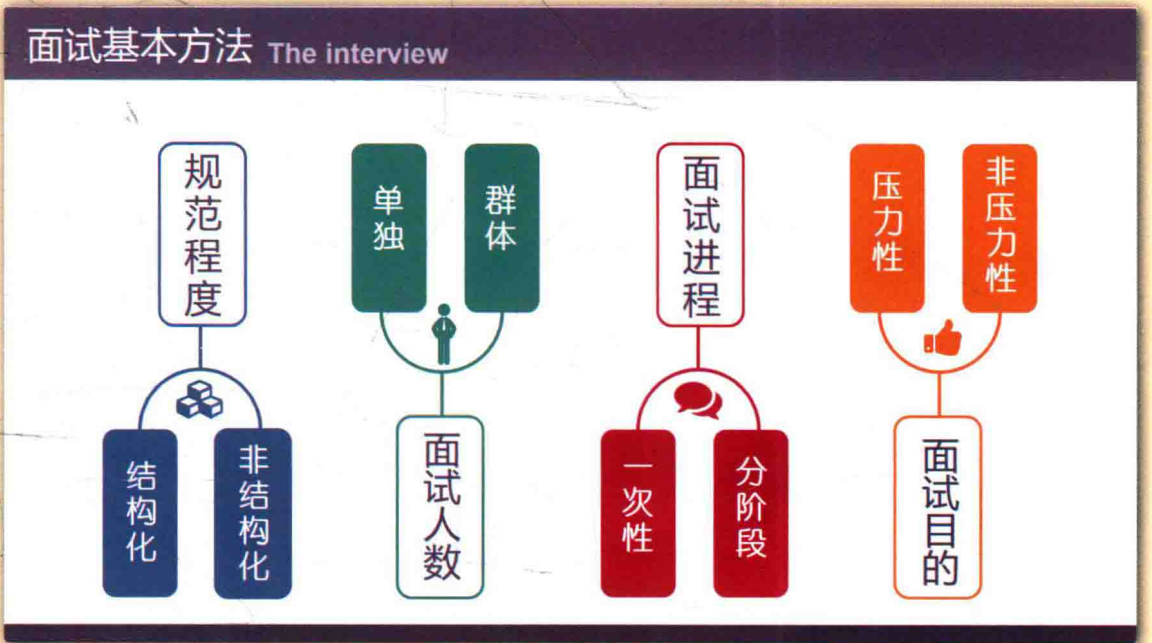 面试基本方法 The interview
规范程度
结构化
非结构化
单独
群体
面试人数
面试进程
一次性
分阶段
压力性
非压力性
面试目的